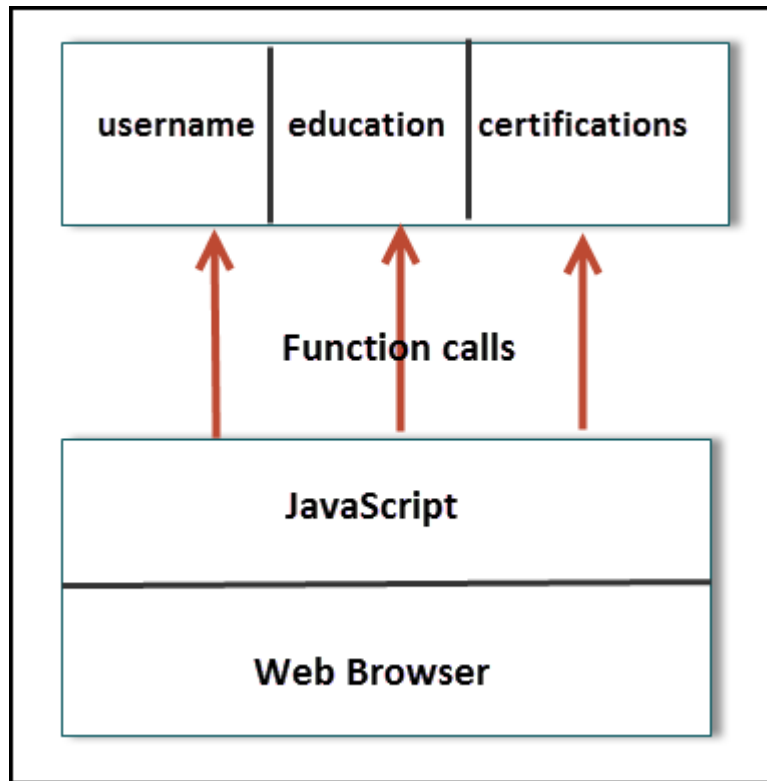 username education certifications
Function calls
JavaScript
Web Browser